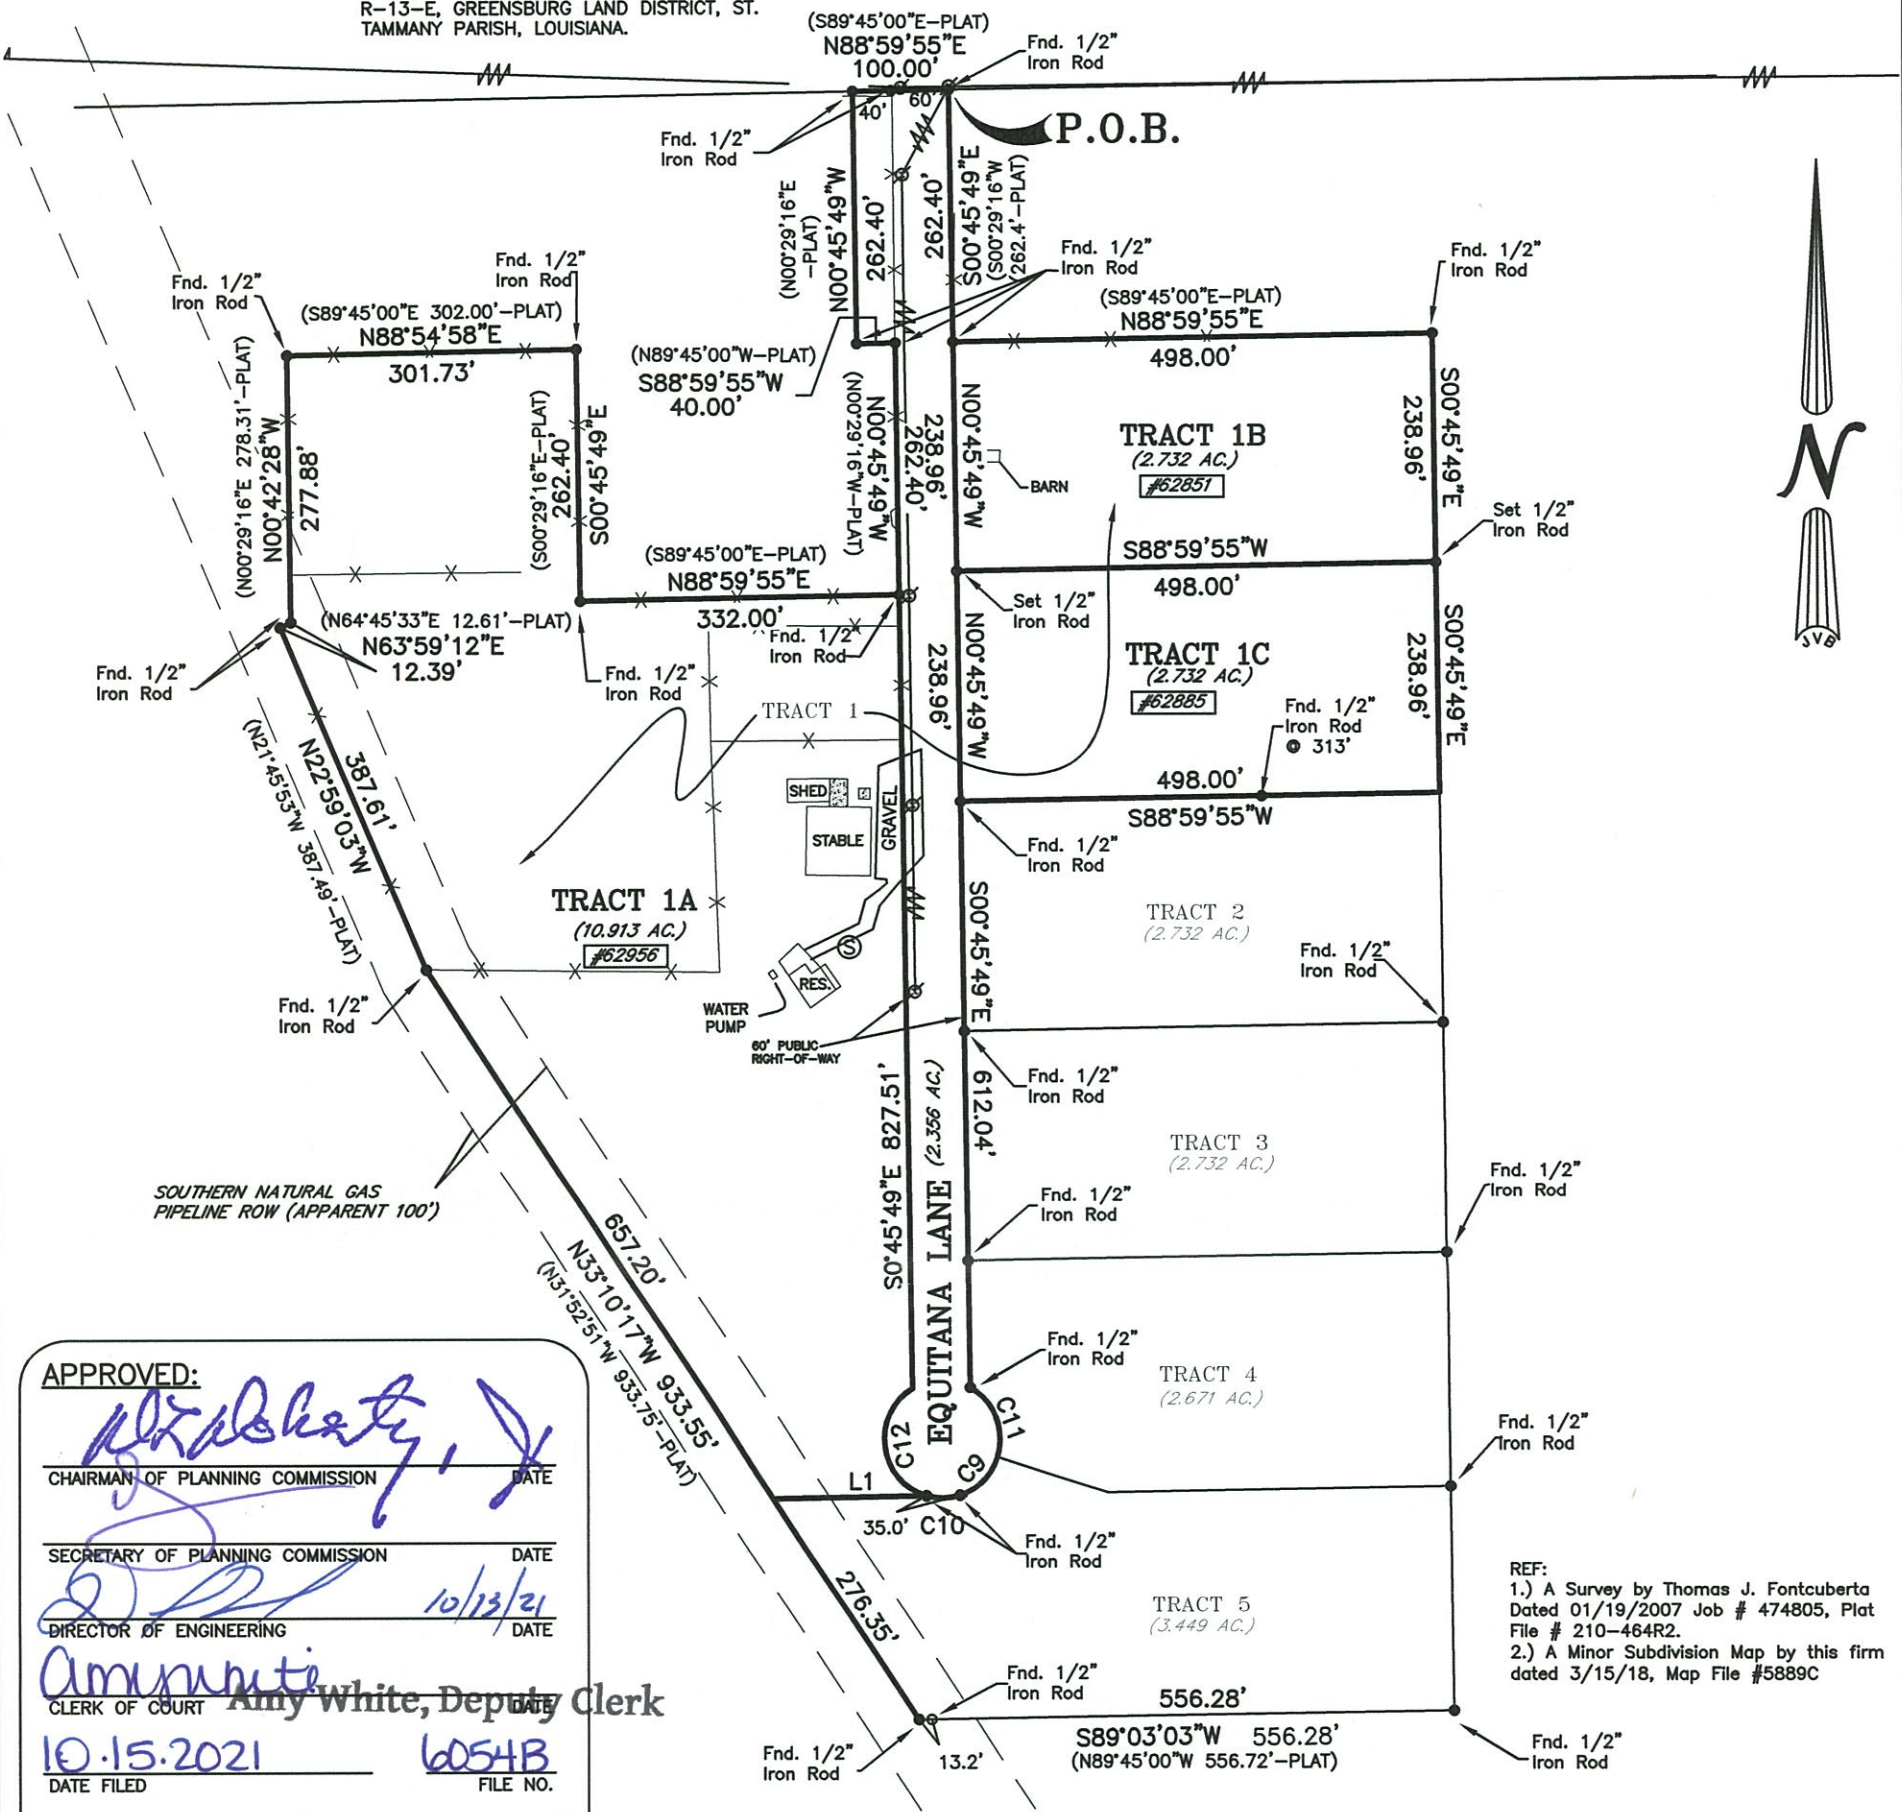 R-13-E, GREENSBURG LAND DISTRICT, ST.
TAMMANY PARISH, LOUISIANA.
(S89°45'00"E-PLAT)
N88°59'55"E
100.00'
Fnd. 1/2"
Iron Rod
40'
60'
P.O.B.
Fnd. 1/2"
Iron Rod
(N00°29'16"E
-PLAT)
N00°45'49"W
262.40'
262.40'
S00°45'49"E
(S00°29'16"W
(262.4'-PLAT)
Fnd. 1/2"
Iron Rod
Fnd. 1/2"
Iron Rod
Fnd. 1/2"
Iron Rod
Fnd. 1/2"
Iron Rod
(S89°45'00"E 302.00'-PLAT)
N88°54'58"E
301.73'
(S89°45'00"E-PLAT)
N88°59'55"E
498.00'
(N89°45'00"W-PLAT)
S88°59'55"W
40.00'
(N00°29'16"E 278.31'-PLAT)
N00°42'28"W
277.88'
(S00°29'16"E-PLAT)
262.40'
S00°45'49"E
(N00°29'16"W-PLAT)
N00°45'49"W
262.40'
238.96'
N00°45'49"W
BARN
TRACT 1B
(2.732 AC.)
#62851
238.96'
S00°45'49"E
N
JVB
Set 1/2"
Iron Rod
S88°59'55"W
498.00'
(S89°45'00"E-PLAT)
N88°59'55"E
332.00'
Set 1/2"
Iron Rod
(N64°45'33"E 12.61'-PLAT)
N63°59'12"E
12.39'
Fnd. 1/2"
Iron Rod
Fnd. 1/2"
Iron Rod
Fnd. 1/2"
Iron Rod
238.96'
N00°45'49"W
TRACT 1C
(2.732 AC.)
#62885
238.96'
S00°45'49"E
Fnd. 1/2"
Iron Rod
@ 313'
TRACT 1
498.00'
S88°59'55"W
(N21°45'53"W 387.49'-PLAT)
N22°59'03"W
387.61'
SHED
STABLE
GRAVEL
Fnd. 1/2"
Iron Rod
TRACT 1A
(10.913 AC.)
#62956
S
RES.
WATER
PUMP
60' PUBLIC
RIGHT-OF-WAY
S00°45'49"E
612.04'
TRACT 2
(2.732 AC.)
Fnd. 1/2"
Iron Rod
Fnd. 1/2"
Iron Rod
Fnd. 1/2"
Iron Rod
S0°45'49"E 827.51'
EQUITANA LANE (2.356 AC.)
TRACT 3
(2.732 AC.)
Fnd. 1/2"
Iron Rod
Fnd. 1/2"
Iron Rod
SOUTHERN NATURAL GAS
PIPELINE ROW (APPARENT 100')
657.20'
N33°10'17"W 933.55'
(N31°52'51"W 933.75'-PLAT)
Fnd. 1/2"
Iron Rod
TRACT 4
(2.671 AC.)
C12
C11
C9
L1
35.0'
C10
Fnd. 1/2"
Iron Rod
Fnd. 1/2"
Iron Rod
276.35'
TRACT 5
(3.449 AC.)
Fnd. 1/2"
Iron Rod
556.28'
S89°03'03"W 556.28'
(N89°45'00"W 556.72'-PLAT)
13.2'
Fnd. 1/2"
Iron Rod
Fnd. 1/2"
Iron Rod
REF:
1.) A Survey by Thomas J. Fontcuberta
Dated 01/19/2007 Job # 474805, Plat
File # 210-464R2.
2.) A Minor Subdivision Map by this firm
dated 3/15/18, Map File #5889C
APPROVED:
CHAIRMAN OF PLANNING COMMISSION DATE
SECRETARY OF PLANNING COMMISSION DATE
10/13/21
DIRECTOR OF ENGINEERING DATE
Amy White
Amy White, Deputy Clerk
CLERK OF COURT DATE
10.15.2021 6054B
DATE FILED FILE NO.